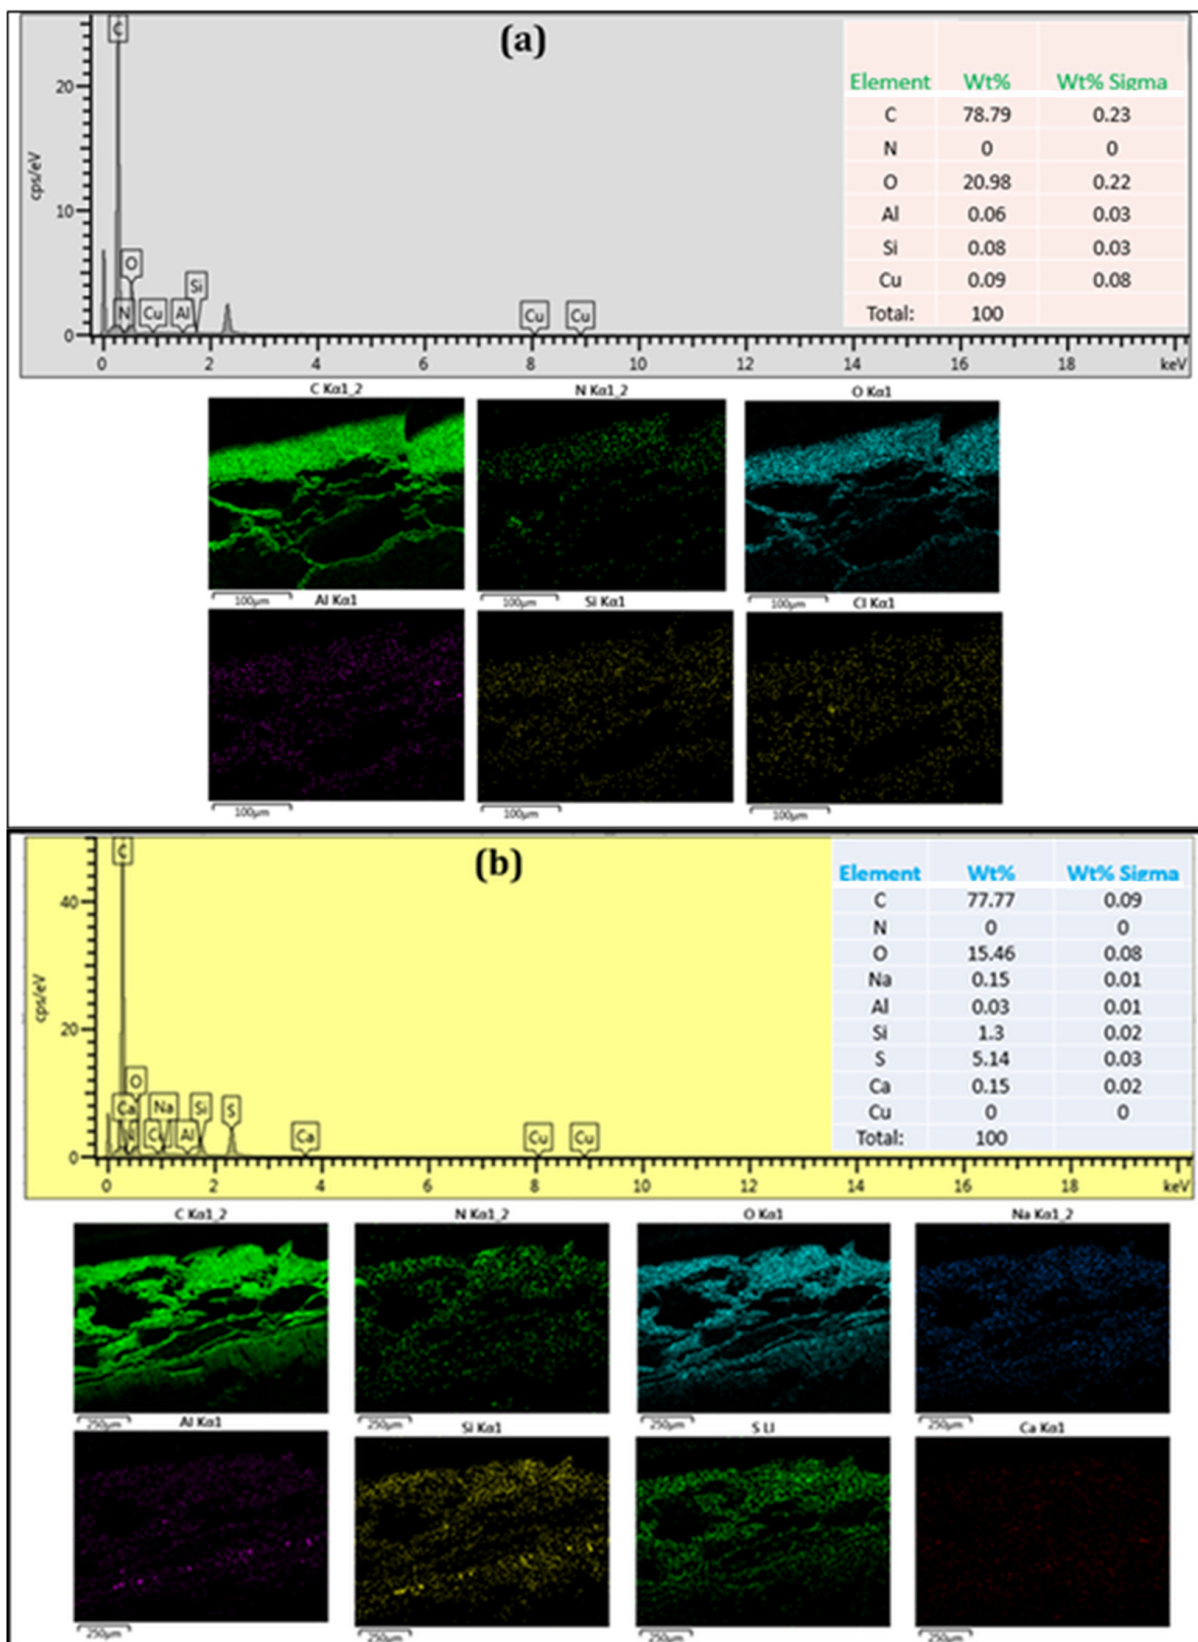 (a)
cps/eV
20
10
0
C
O
N
Cu
Al
Si
Cu
Cu
0 2 4 6 8 10 12 14 16 18 keV
Element Wt% Wt% Sigma
C 78.79 0.23
N 0 0
O 20.98 0.22
Al 0.06 0.03
Si 0.08 0.03
Cu 0.09 0.08
Total: 100
C Kα1_2 N Kα1_2 O Kα1
100μm 100μm 100μm
Al Kα1 Si Kα1 Cl Kα1
100μm 100μm 100μm
(b)
cps/eV
40
20
0
C
O
Ca Na Si S
Al Ca Cu Cu
0 2 4 6 8 10 12 14 16 18 keV
Element Wt% Wt% Sigma
C 77.77 0.09
N 0 0
O 15.46 0.08
Na 0.15 0.01
Al 0.03 0.01
Si 1.3 0.02
S 5.14 0.03
Ca 0.15 0.02
Cu 0 0
Total: 100
C Kα1_2 N Kα1_2 O Kα1 Na Kα1_2
250μm 250μm 250μm 250μm
Al Kα1 Si Kα1 S Ll Ca Kα1
250μm 250μm 250μm 250μm